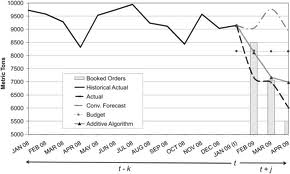 10000
9500
9000
8500
8000
7500
7000
6500
6000
5500
5000
Metric Tons
Booked Orders
Historical Actual
Actual
Conv. Forecast
Budget
Additive Algorithm
JAN 08
FEB 08
MAR 08
APR 08
MAY 08
JUN 08
JUL 08
AUG 08
SEP 08
OCT 08
NOV 08
DEC 08
JAN 09 (t)
FEB 09
MAR 09
APR 09
t - k
t
t + j